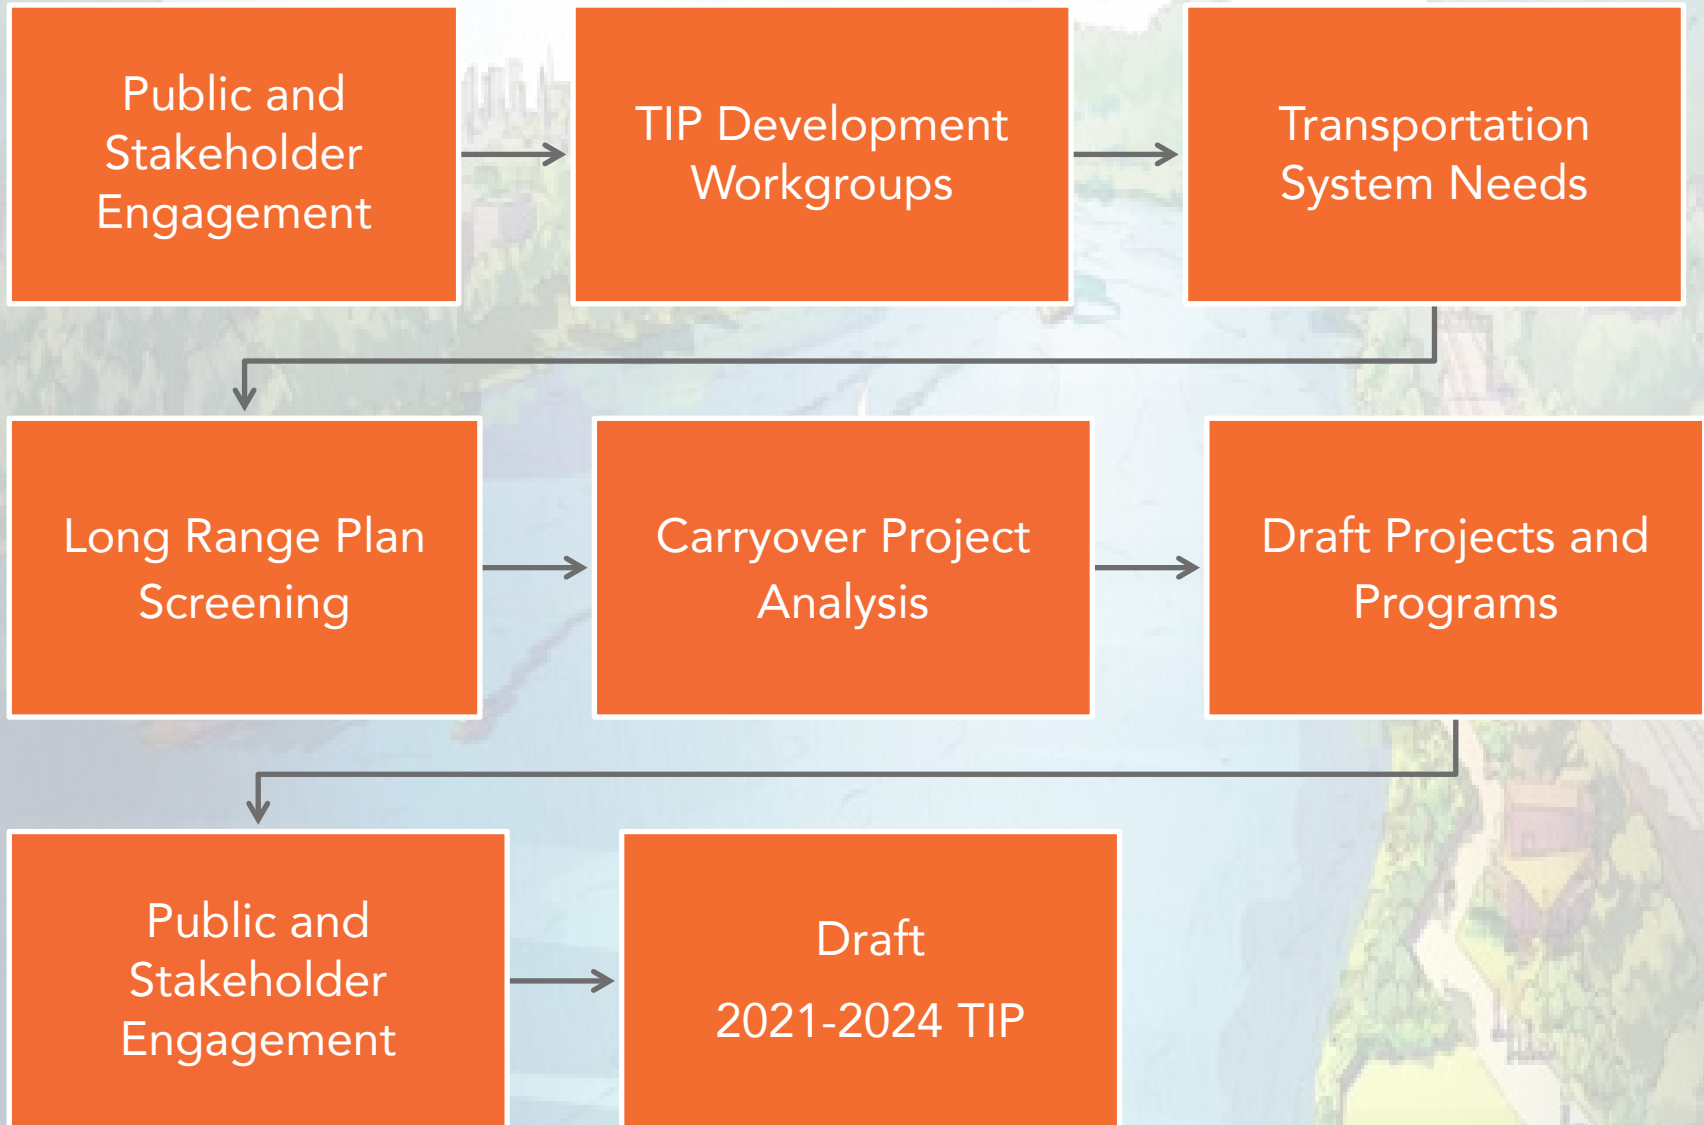 Public and
Stakeholder
Engagement
TIP Development
Workgroups
Transportation
System Needs
Long Range Plan
Screening
Carryover Project
Analysis
Draft Projects and
Programs
Public and
Stakeholder
Engagement
Draft
2021-2024 TIP